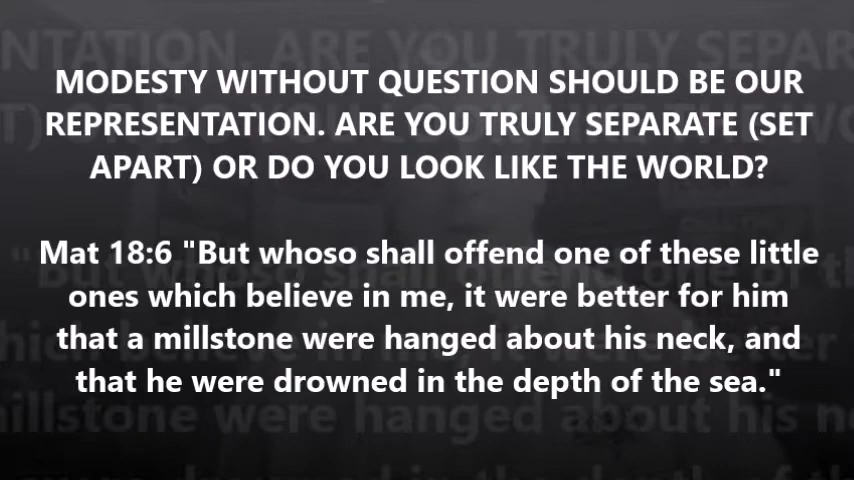 MODESTY WITHOUT QUESTION SHOULD BE OUR
REPRESENTATION. ARE YOU TRULY SEPARATE (SET
APART) OR DO YOU LOOK LIKE THE WORLD?
Mat 18:6 "But whoso shall offend one of these little
ones which believe in me, it were better for him
that a millstone were hanged about his neck, and
that he were drowned in the depth of the sea."